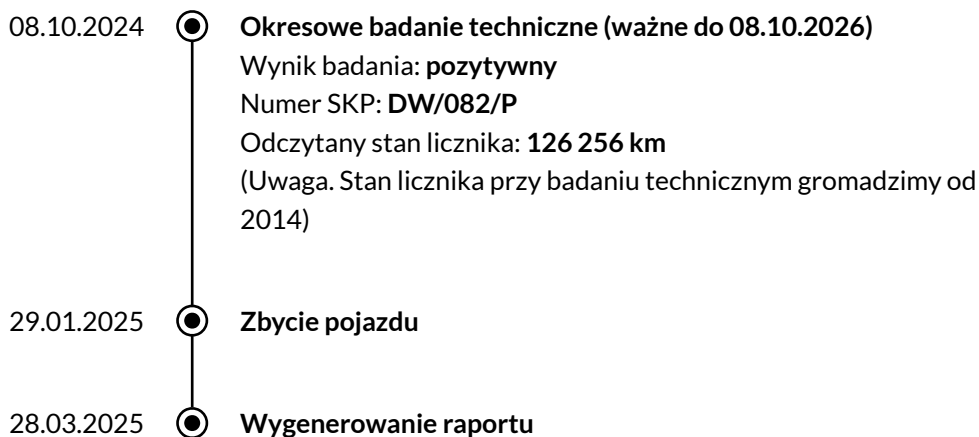 08.10.2024 Okresowe badanie techniczne (ważne do 08.10.2026)
Wynik badania: pozytywny
Numer SKP: DW/082/P
Odczytany stan licznika: 126 256 km
(Uwaga. Stan licznika przy badaniu technicznym gromadzimy od
2014)
29.01.2025 Zbycie pojazdu
28.03.2025 Wygenerowanie raportu